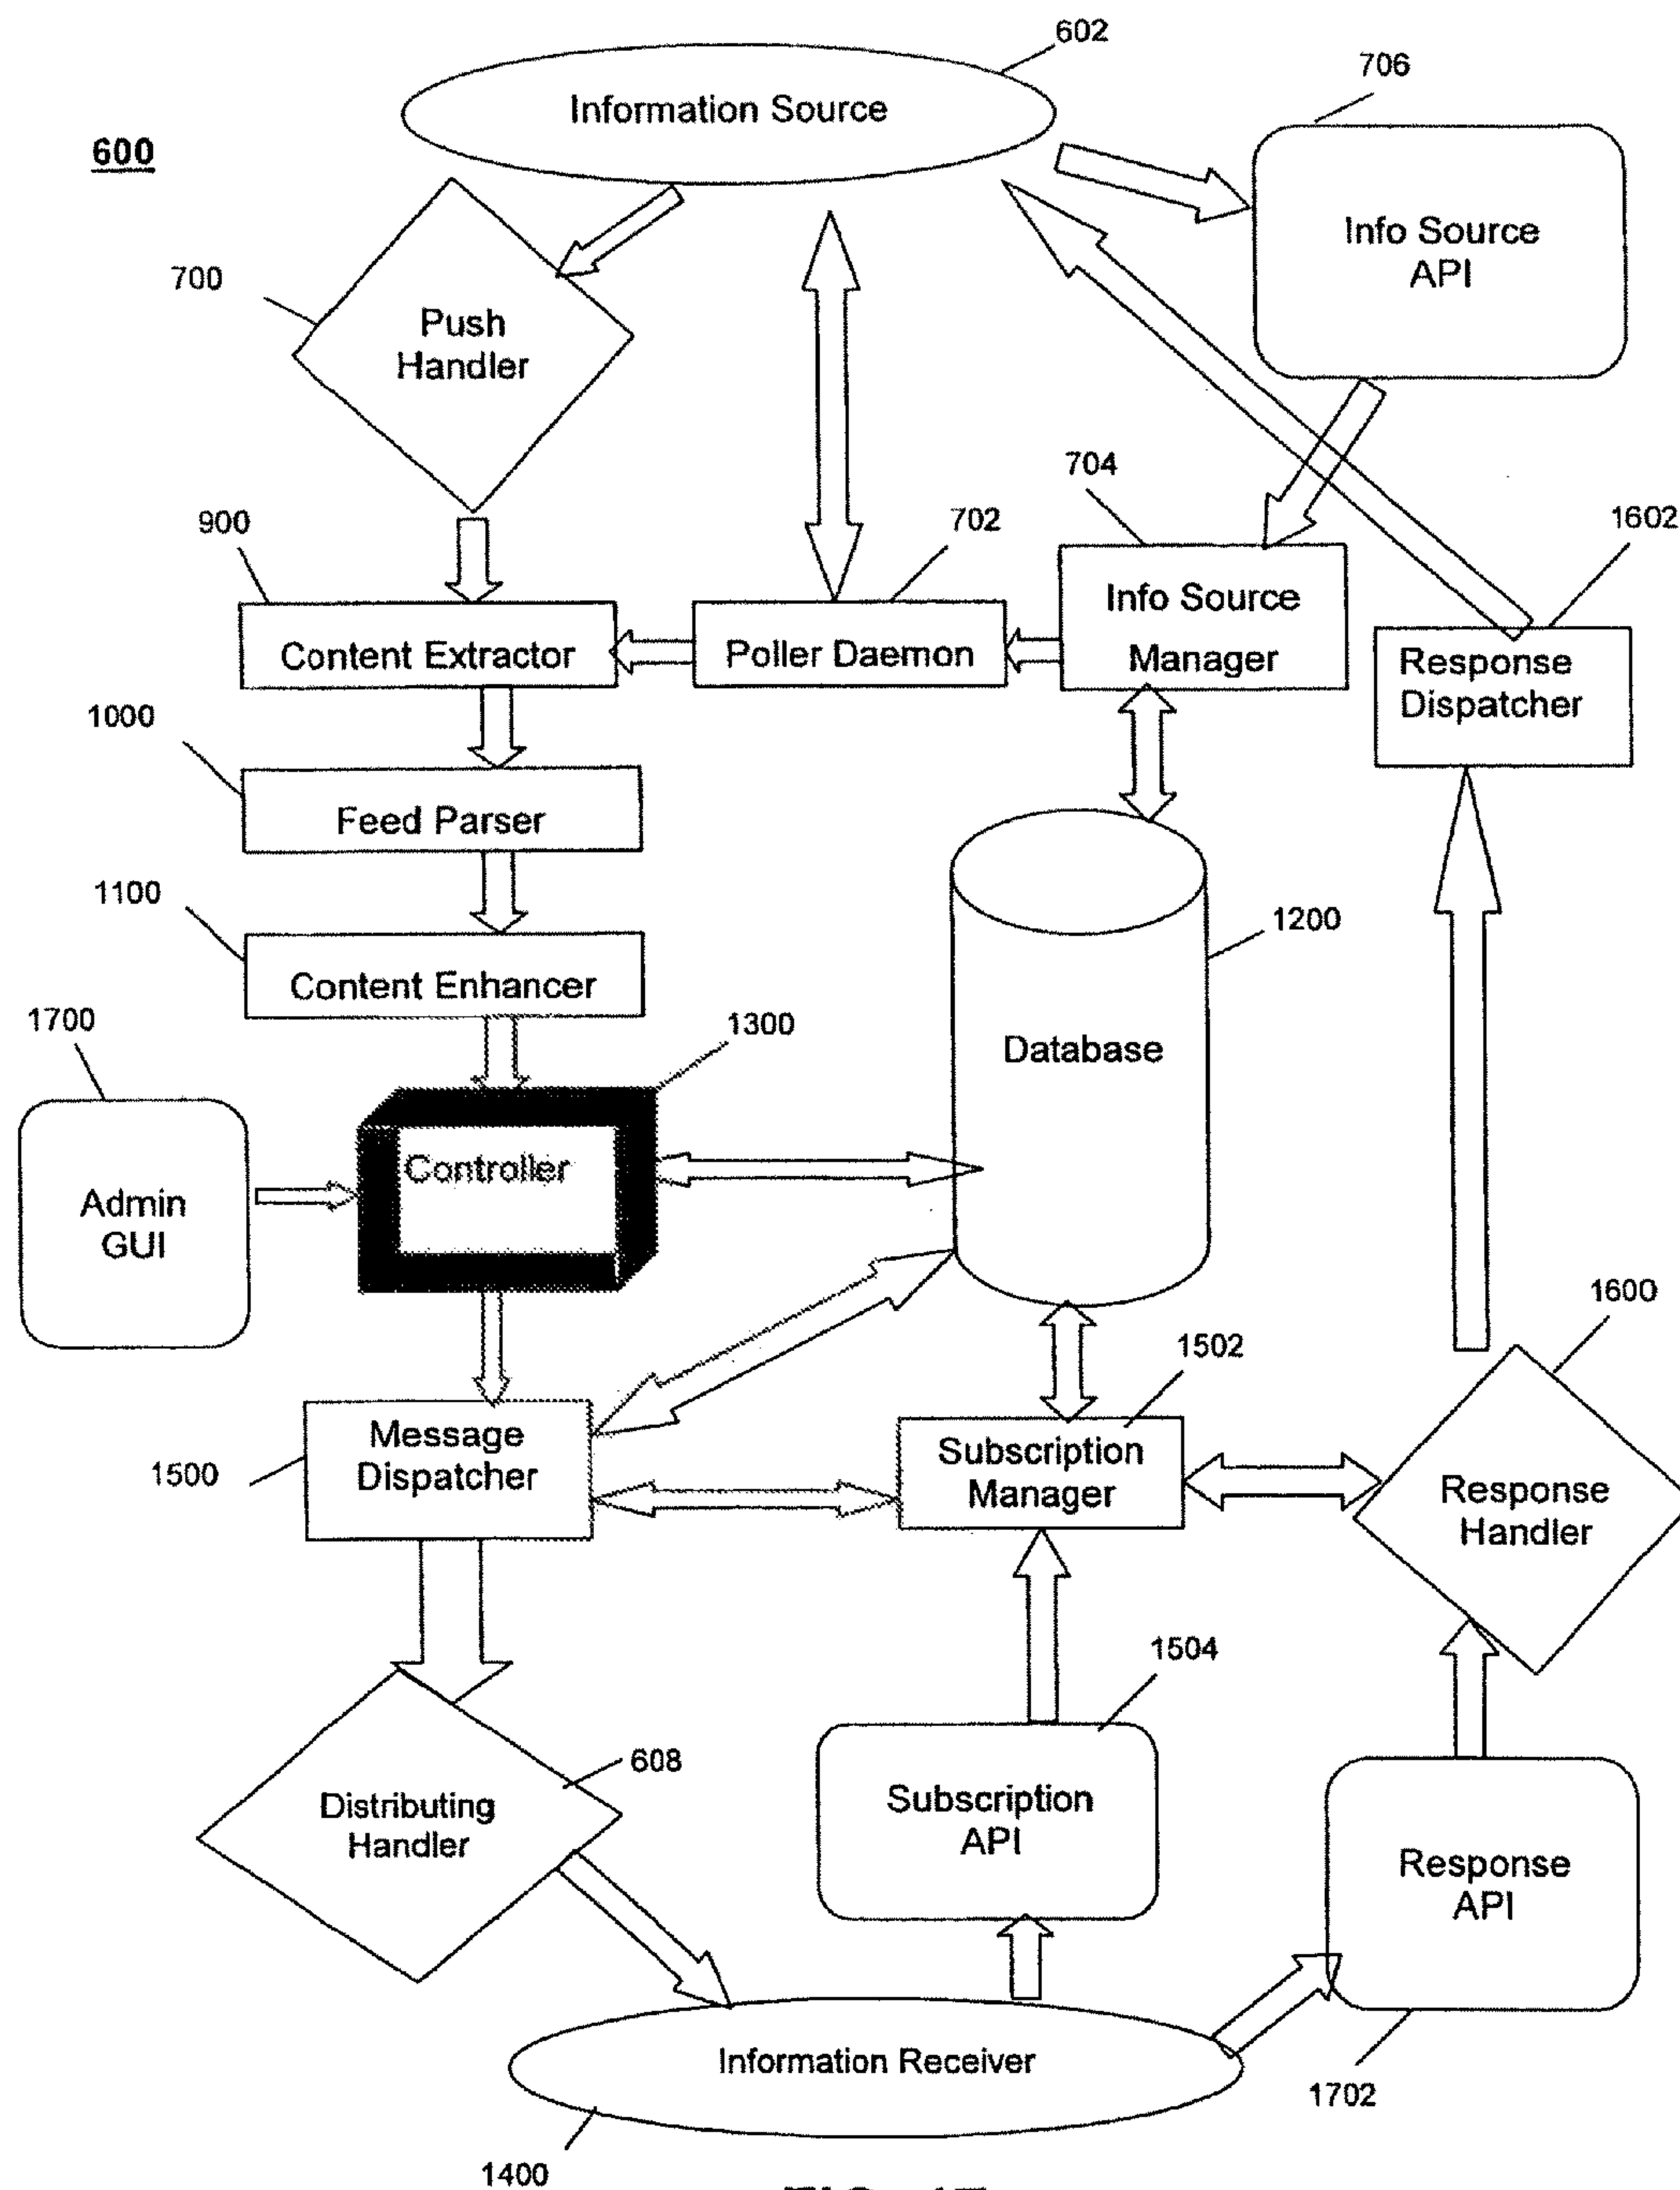 602
Information Source
706
600
Info Source
API
700
Push
Handler
704
900
702
1602
Info Source
Manager
Content Extractor
Poller Daemon
Response
Dispatcher
1000
Feed Parser
1100
1200
Content Enhancer
1700
1300
Database
Controller
Admin
GUI
1600
1502
Message
Dispatcher
1500
Subscription
Manager
Response
Handler
1504
608
Distributing
Handler
Subscription
API
Response
API
Information Receiver
1702
1400